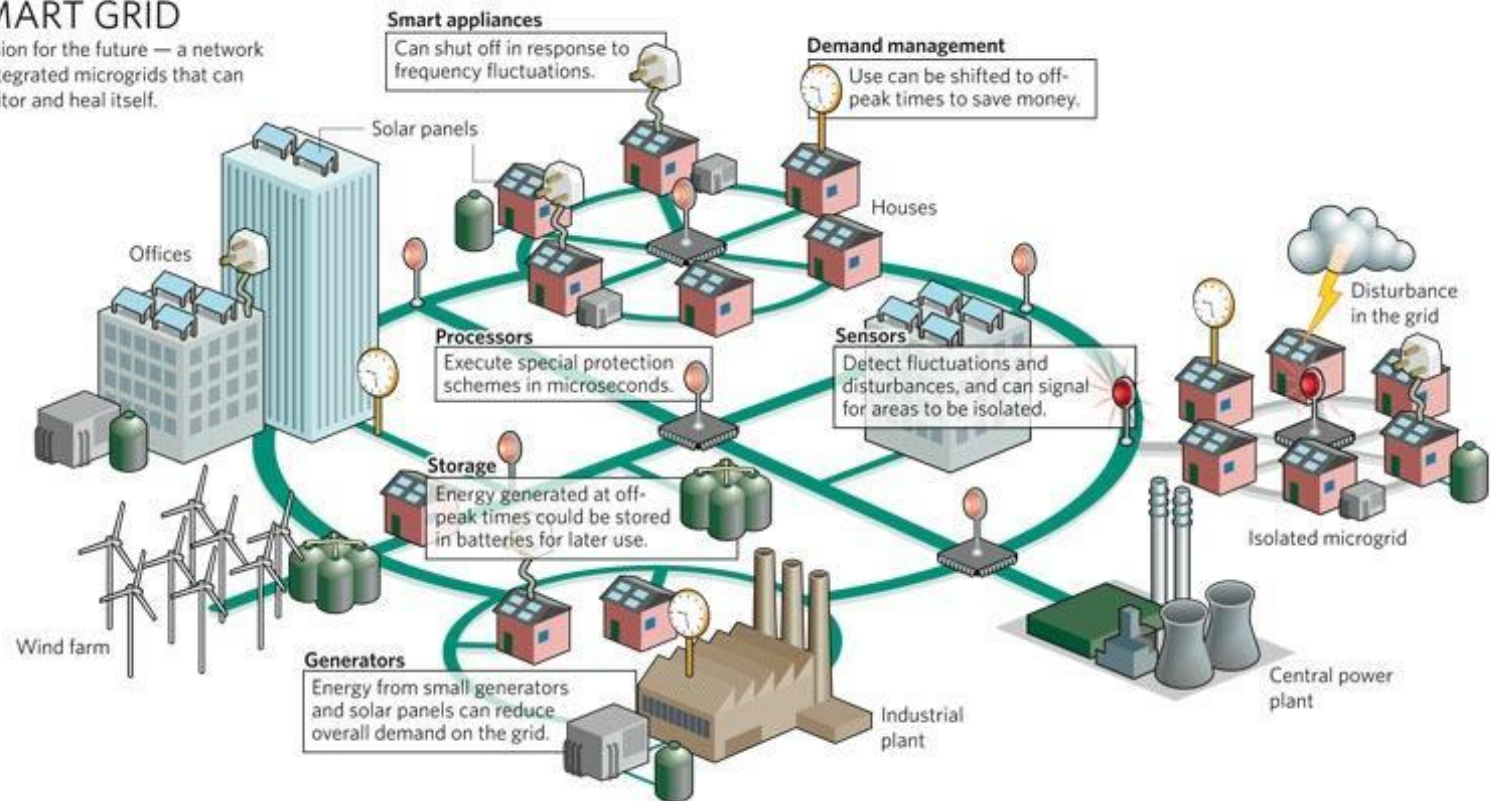 MART GRID
sion for the future — a network
tegrated microgrids that can
itor and heal itself.
Smart appliances
Can shut off in response to
frequency fluctuations.
Demand management
Use can be shifted to off-
peak times to save money.
Solar panels
Houses
Offices
Disturbance
in the grid
Processors
Execute special protection
schemes in microseconds.
Sensors
Detect fluctuations and
disturbances, and can signal
for areas to be isolated.
Storage
Energy generated at off-
peak times could be stored
in batteries for later use.
Isolated microgrid
Wind farm
Generators
Energy from small generators
and solar panels can reduce
overall demand on the grid.
Industrial
plant
Central power
plant